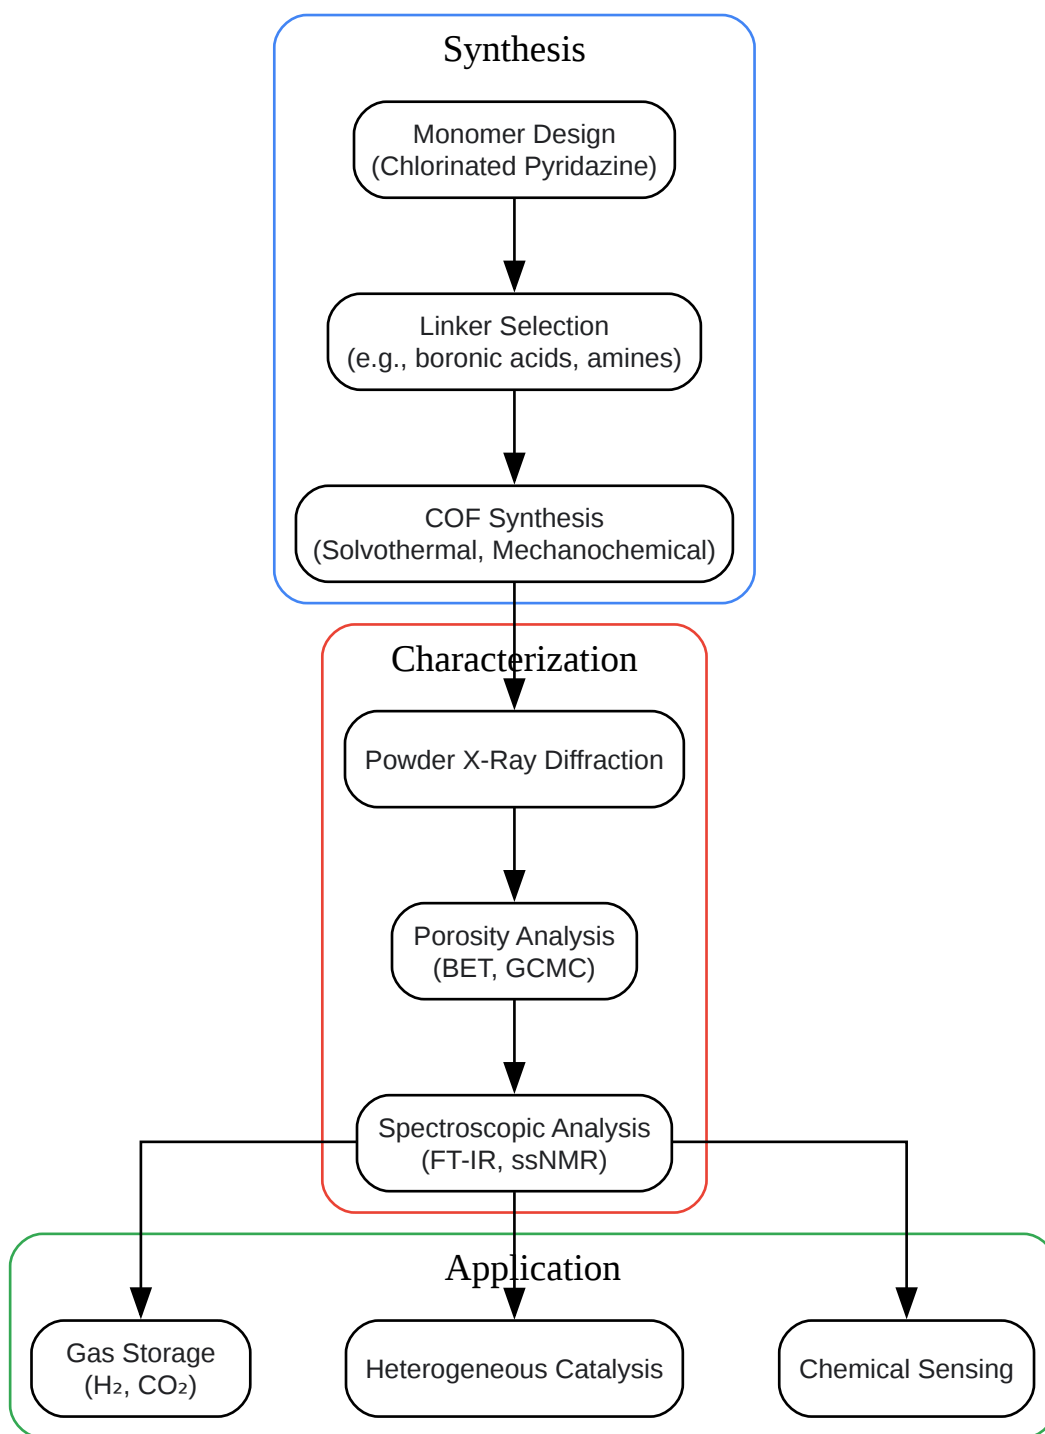 Synthesis
Monomer Design
(Chlorinated Pyridazine)
Linker Selection
(e.g., boronic acids, amines)
COF Synthesis
(Solvothermal, Mechanochemical)
Characterization
Powder X-Ray Diffraction
Porosity Analysis
(BET, GCMC)
Spectroscopic Analysis
(FT-IR, ssNMR)
Application
Gas Storage
(H₂, CO₂)
Heterogeneous Catalysis
Chemical Sensing